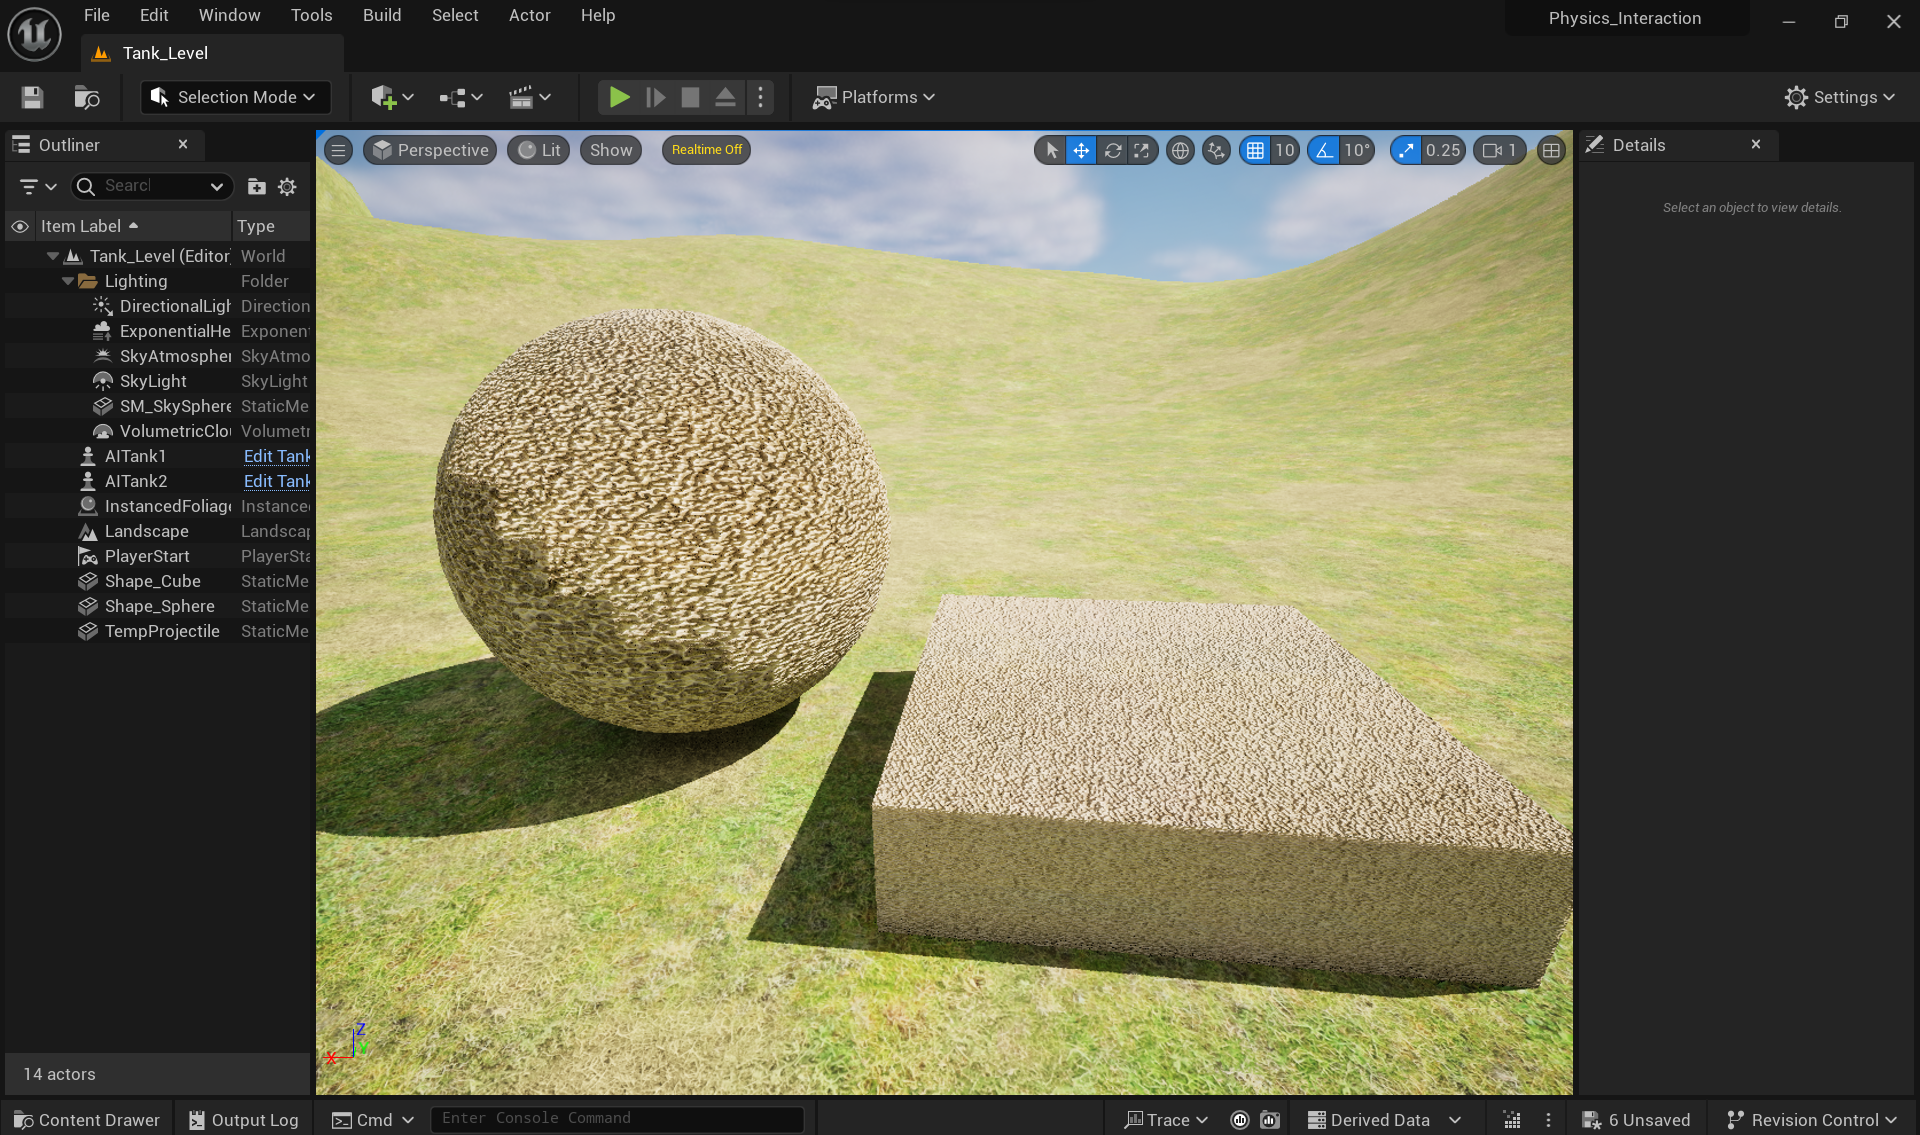 File Edit Window Tools Build Select Actor Help
Physics_Interaction
Tank_Level
Selection Mode
Platforms
Settings
Outliner
Search
Item Label Type
Tank_Level (Editor World
Lighting Folder
DirectionalLigh Direction
ExponentialHe Exponent
SkyAtmospher SkyAtmo
SkyLight SkyLight
SM_SkySphere StaticMe
VolumetricClou Volumetr
AITank1 Edit Tank
AITank2 Edit Tank
InstancedFoliage Instanced
Landscape Landscap
PlayerStart PlayerSta
Shape_Cube StaticMe
Shape_Sphere StaticMe
TempProjectile StaticMe
14 actors
Perspective Lit Show Realtime Off
10 10° 0.25 1
Z
Y
X
Details
Select an object to view details.
Content Drawer Output Log Cmd Enter Console Command Trace Derived Data 6 Unsaved Revision Control